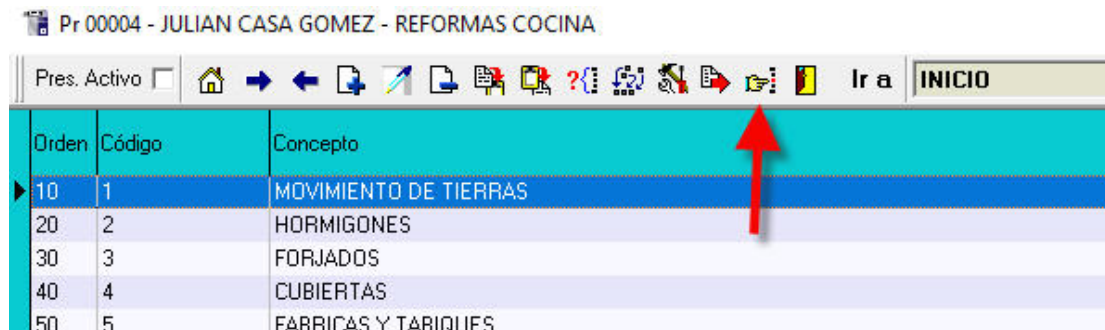 Pr 00004 - JULIAN CASA GOMEZ - REFORMAS COCINA
Pres. Activo Ir a INICIO
Orden Código Concepto
10 1 MOVIMIENTO DE TIERRAS
20 2 HORMIGONES
30 3 FORJADOS
40 4 CUBIERTAS
50 5 FABRICAS Y TABIQUES